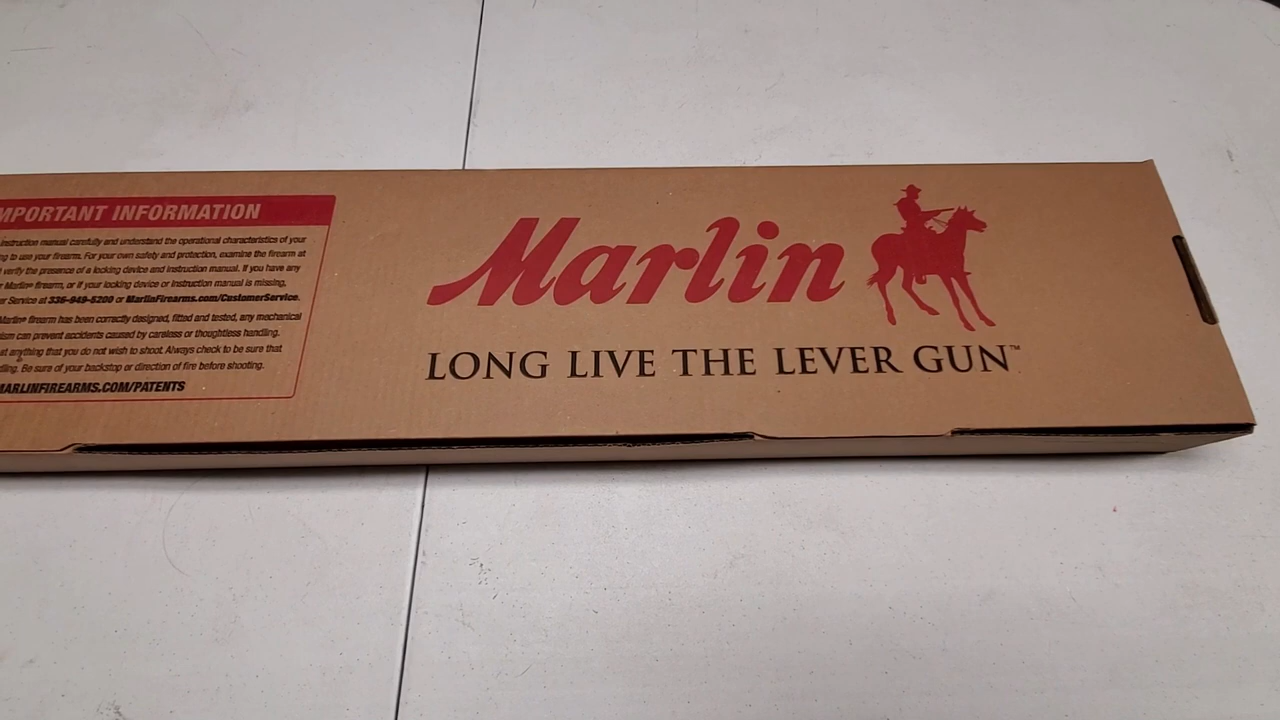 IMPORTANT INFORMATION
instruction manual carefully and understand the operational characteristics of your
ng to use your firearm. For your own safety and protection, examine the firearm at
verify the presence of a locking device and instruction manual. If you have any
Marlin® firearm, or if your locking device or instruction manual is missing,
r Service at 336-949-5200 or MarlinFirearms.com/CustomerService.
Marlin® firearm has been correctly designed, fitted and tested, any mechanical
ism can prevent accidents caused by careless or thoughtless handling.
at anything that you do not wish to shoot. Always check to be sure that
dling. Be sure of your backstop or direction of fire before shooting.
MARLINFIREARMS.COM/PATENTS
Marlin
LONG LIVE THE LEVER GUN™